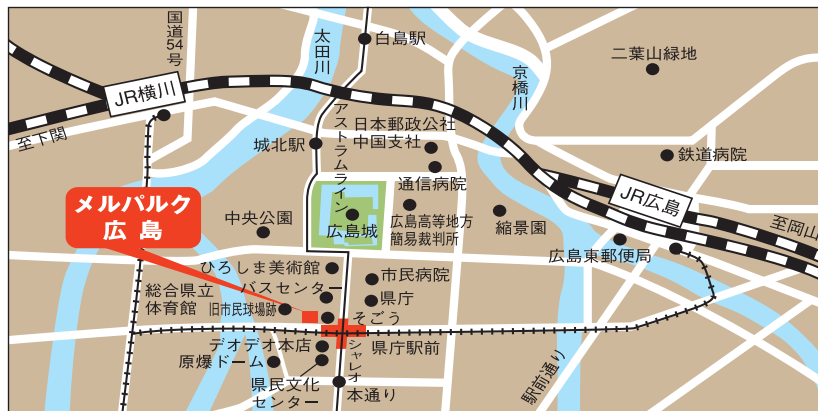 国道54号
太田川
白島駅
京橋川
二葉山緑地
JR横川
至下関
アストラムライン
日本郵政公社
中国支社
城北駅
通信病院
鉄道病院
メルパルク
広島
中央公園
広島城
広島高等地方
簡易裁判所
縮景園
JR広島
至岡山
広島東郵便局
ひろしま美術館
バスセンター
市民病院
総合県立
体育館
旧市民球場跡
県庁
そごう
デオデオ本店
シャレオ
県庁駅前
原爆ドーム
県民文化
センター
本通り
駅前通り